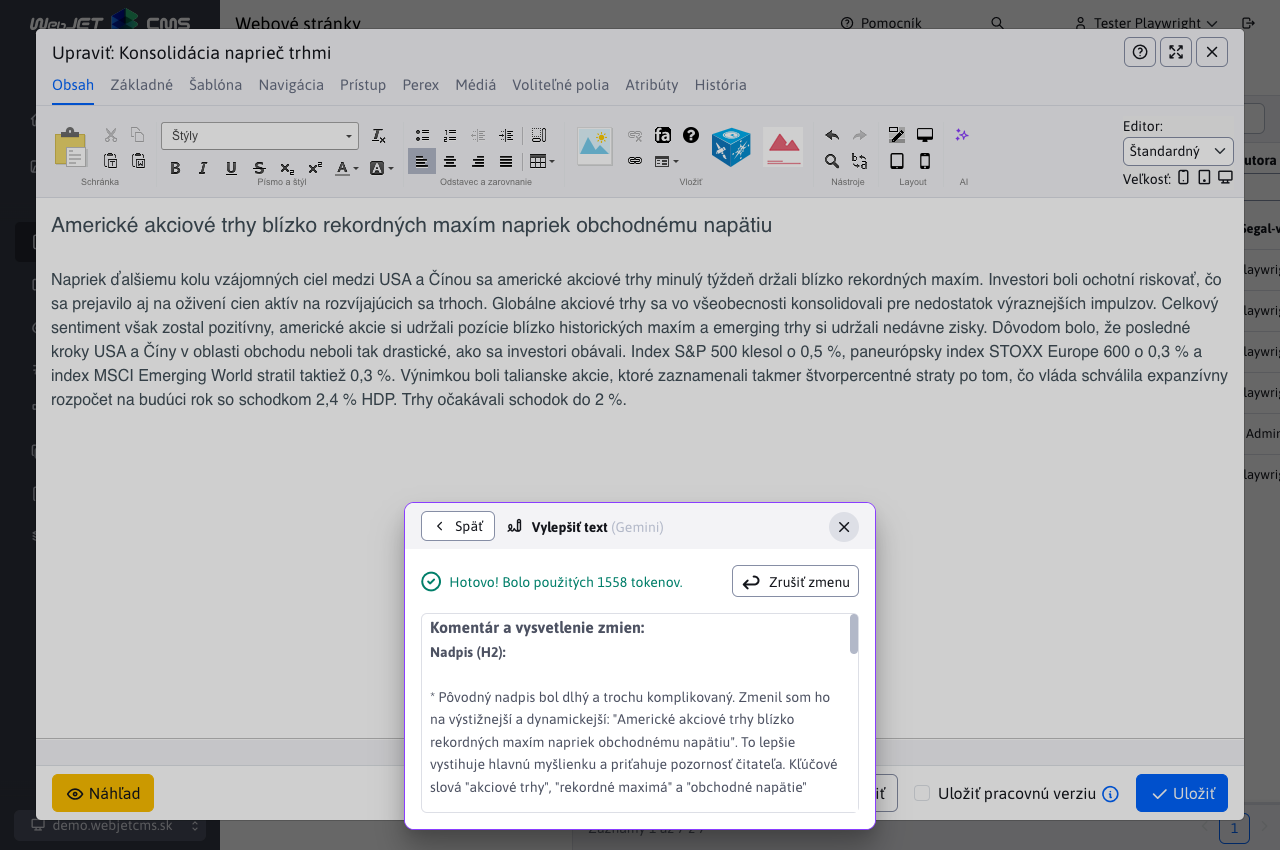 WebJET CMS
Webové stránky
Pomocník
Tester Playwright
Upraviť: Konsolidácia naprieč trhmi
Obsah Základné Šablóna Navigácia Prístup Perex Médiá Voliteľné polia Atribúty História
Štýly
Schránka
Písmo a štýl
Odstavec a zarovnanie
Vložiť
Nástroje
Layout
AI
Editor:
Štandardný
Veľkosť:
Americké akciové trhy blízko rekordných maxím napriek obchodnému napätiu
Napriek ďalšiemu kolu vzájomných ciel medzi USA a Čínou sa americké akciové trhy minulý týždeň držali blízko rekordných maxím. Investori boli ochotní riskovať, čo
sa prejavilo aj na oživení cien aktív na rozvíjajúcich sa trhoch. Globálne akciové trhy sa vo všeobecnosti konsolidovali pre nedostatok výraznejších impulzov. Celkový
sentiment však zostal pozitívny, americké akcie si udržali pozície blízko historických maxím a emerging trhy si udržali nedávne zisky. Dôvodom bolo, že posledné
kroky USA a Číny v oblasti obchodu neboli tak drastické, ako sa investori obávali. Index S&P 500 klesol o 0,5 %, paneurópsky index STOXX Europe 600 o 0,3 % a
index MSCI Emerging World stratil taktiež 0,3 %. Výnimkou boli talianske akcie, ktoré zaznamenali takmer štvorpercentné straty po tom, čo vláda schválila expanzívny
rozpočet na budúci rok so schodkom 2,4 % HDP. Trhy očakávali schodok do 2 %.
Späť
Vylepšiť text (Gemini)
Hotovo! Bolo použitých 1558 tokenov.
Zrušiť zmenu
Komentár a vysvetlenie zmien:
Nadpis (H2):
* Pôvodný nadpis bol dlhý a trochu komplikovaný. Zmenil som ho
na výstižnejší a dynamickejší: "Americké akciové trhy blízko
rekordných maxím napriek obchodnému napätiu". To lepšie
vystihuje hlavnú myšlienku a priťahuje pozornosť čitateľa. Kľúčové
slová "akciové trhy", "rekordné maximá" a "obchodné napätie"
Náhľad
Uložiť pracovnú verziu
Uložiť
demo.webjetcms.sk
1